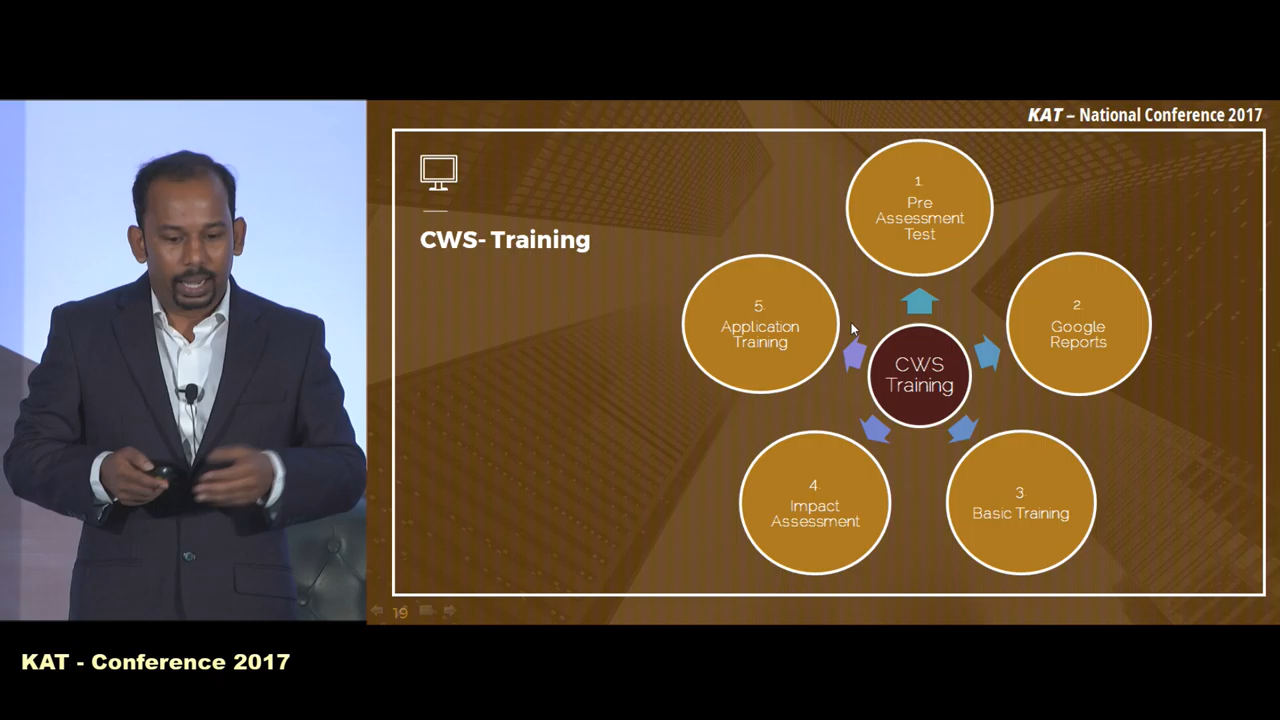 KAT – National Conference 2017
CWS- Training
1.
Pre
Assessment
Test
2.
Google
Reports
3.
Basic Training
4.
Impact
Assessment
5.
Application
Training
CWS
Training
19
KAT - Conference 2017